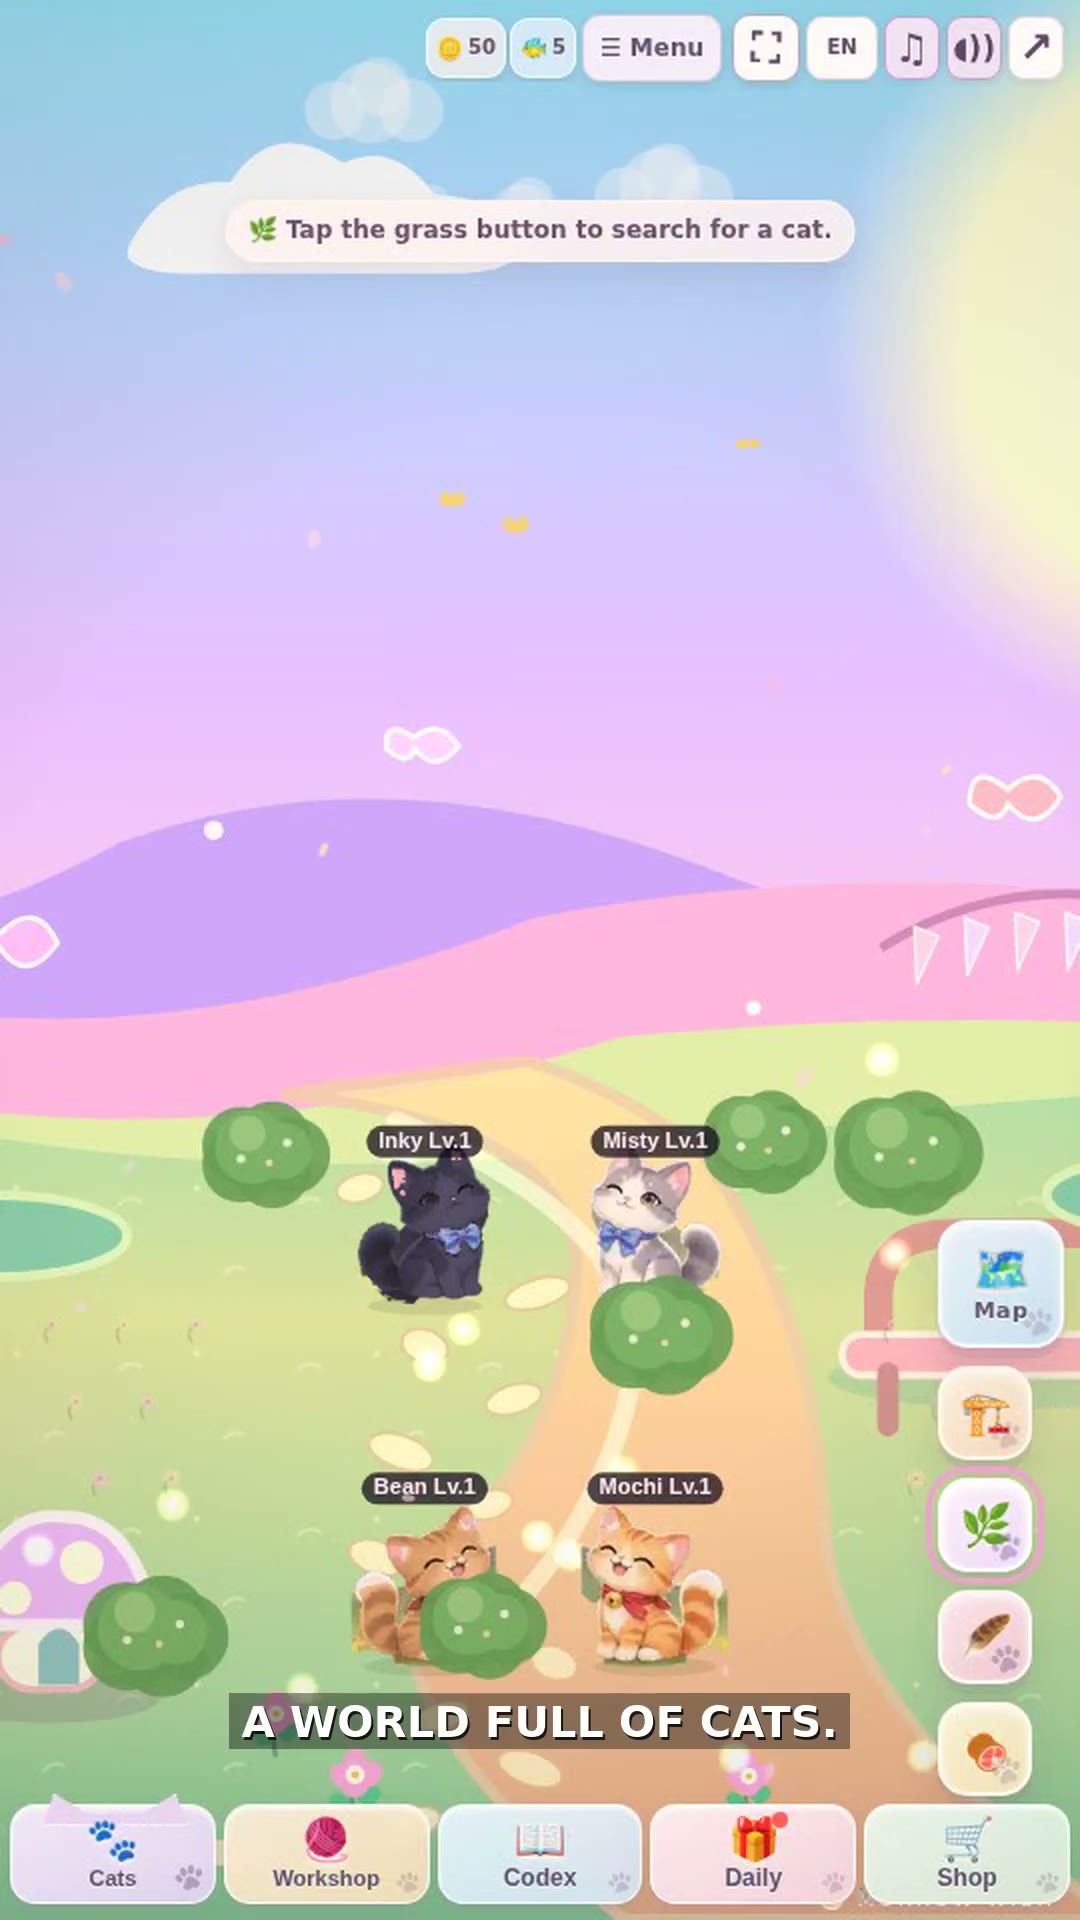 50
5
☰ Menu
EN
Tap the grass button to search for a cat.
Inky Lv.1
Misty Lv.1
Map
Bean Lv.1
Mochi Lv.1
A WORLD FULL OF CATS.
Cats
Workshop
Codex
Daily
Shop